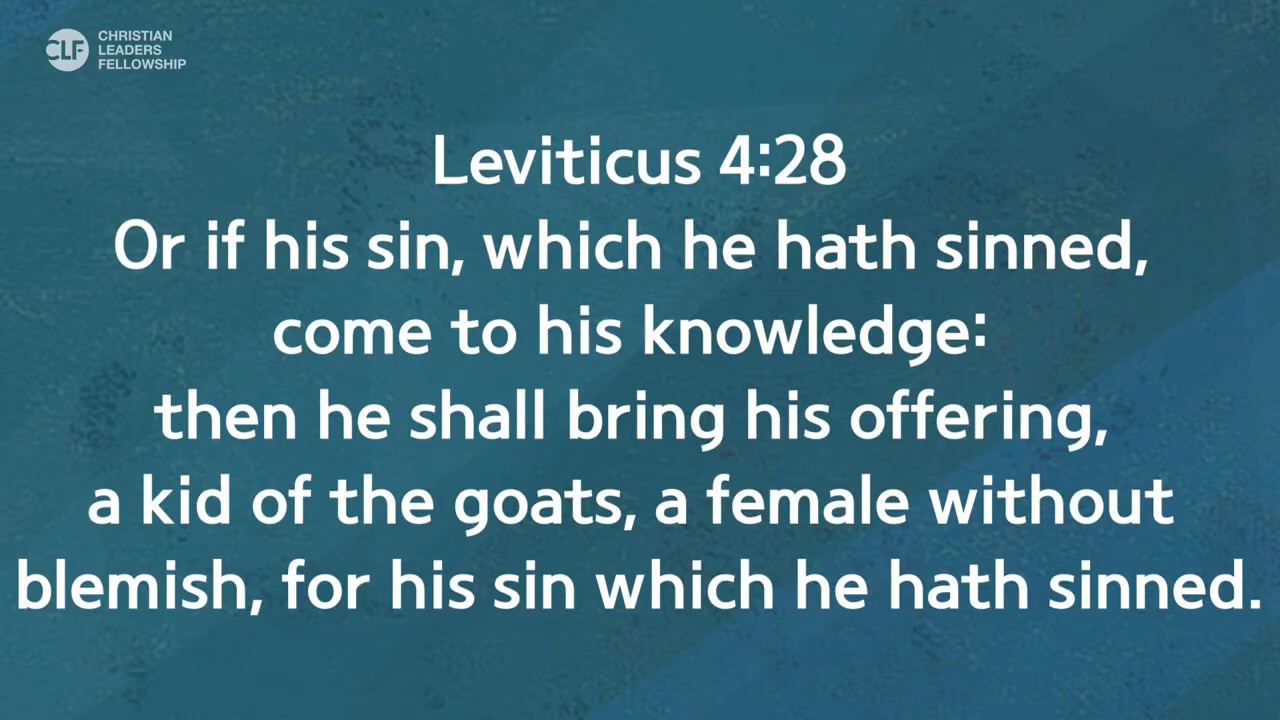 CLF
CHRISTIAN
LEADERS
FELLOWSHIP
Leviticus 4:28
Or if his sin, which he hath sinned,
come to his knowledge:
then he shall bring his offering,
a kid of the goats, a female without
blemish, for his sin which he hath sinned.